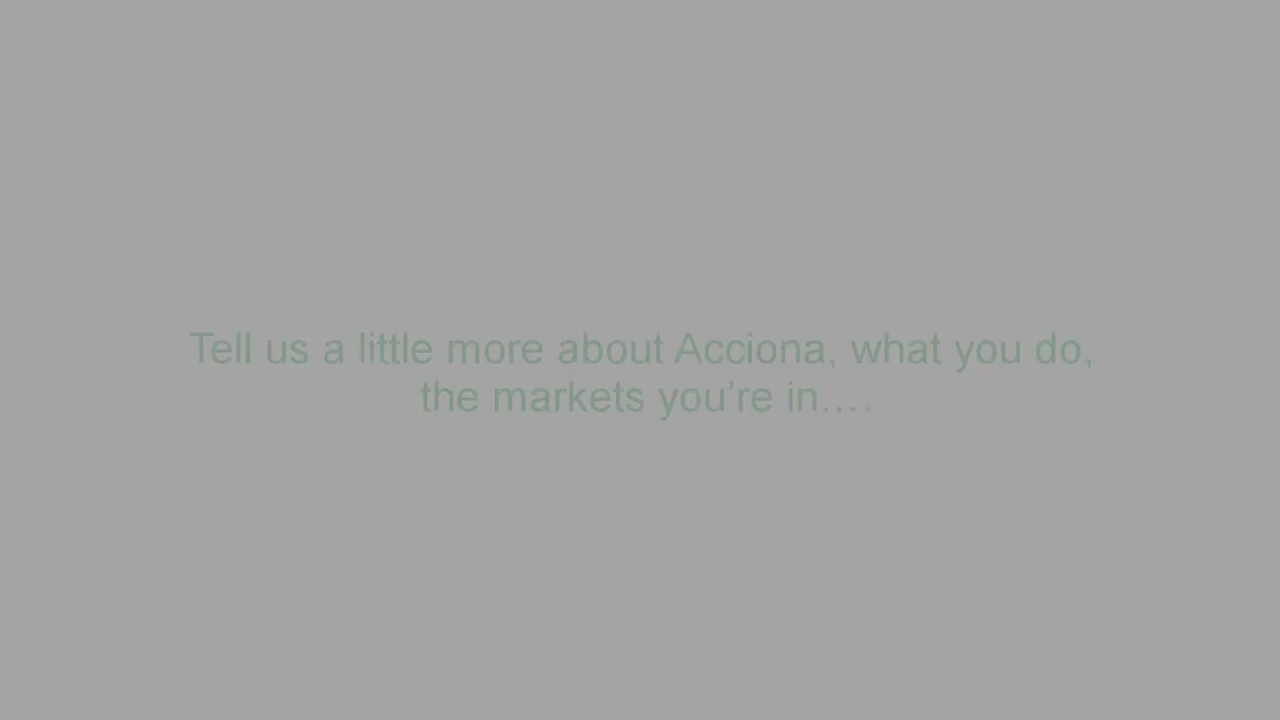 Tell us a little more about Acciona, what you do,
the markets you’re in….